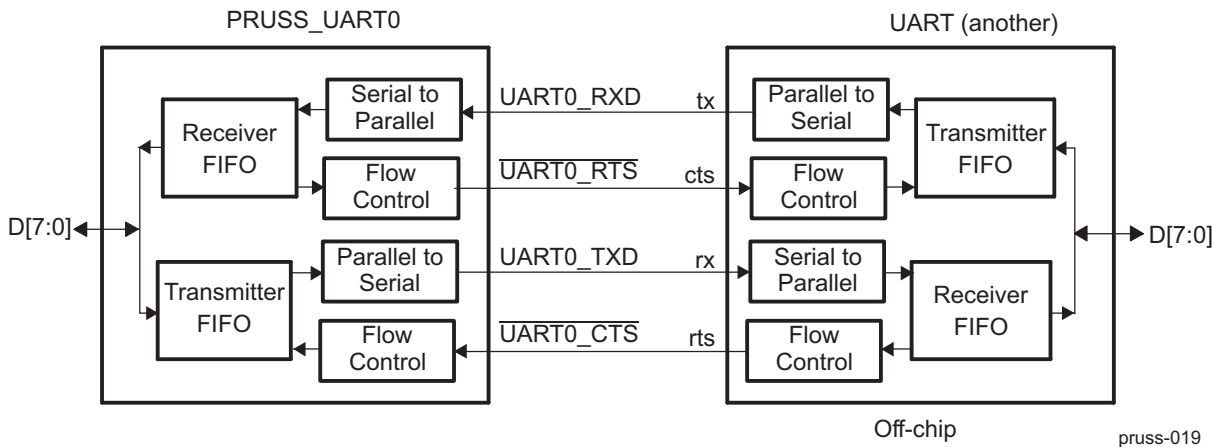 PRUSS_UART0
UART (another)
Serial to
Parallel
UART0_RXD
tx
Parallel to
Serial
Receiver
FIFO
Transmitter
FIFO
Flow
Control
UART0_RTS
cts
Flow
Control
D[7:0]
D[7:0]
Parallel to
Serial
UART0_TXD
rx
Serial to
Parallel
Transmitter
FIFO
Receiver
FIFO
Flow
Control
UART0_CTS
rts
Flow
Control
Off-chip
pruss-019